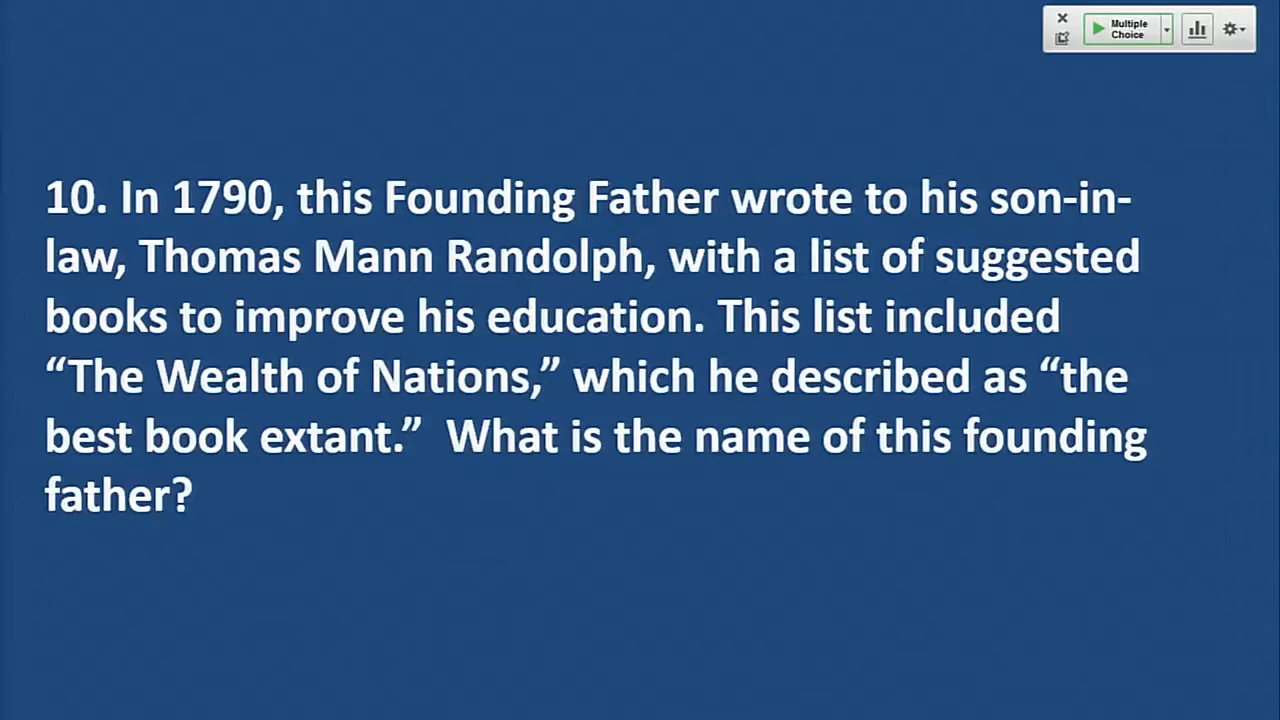 Multiple
Choice
10. In 1790, this Founding Father wrote to his son-in-
law, Thomas Mann Randolph, with a list of suggested
books to improve his education. This list included
“The Wealth of Nations,” which he described as “the
best book extant.”  What is the name of this founding
father?